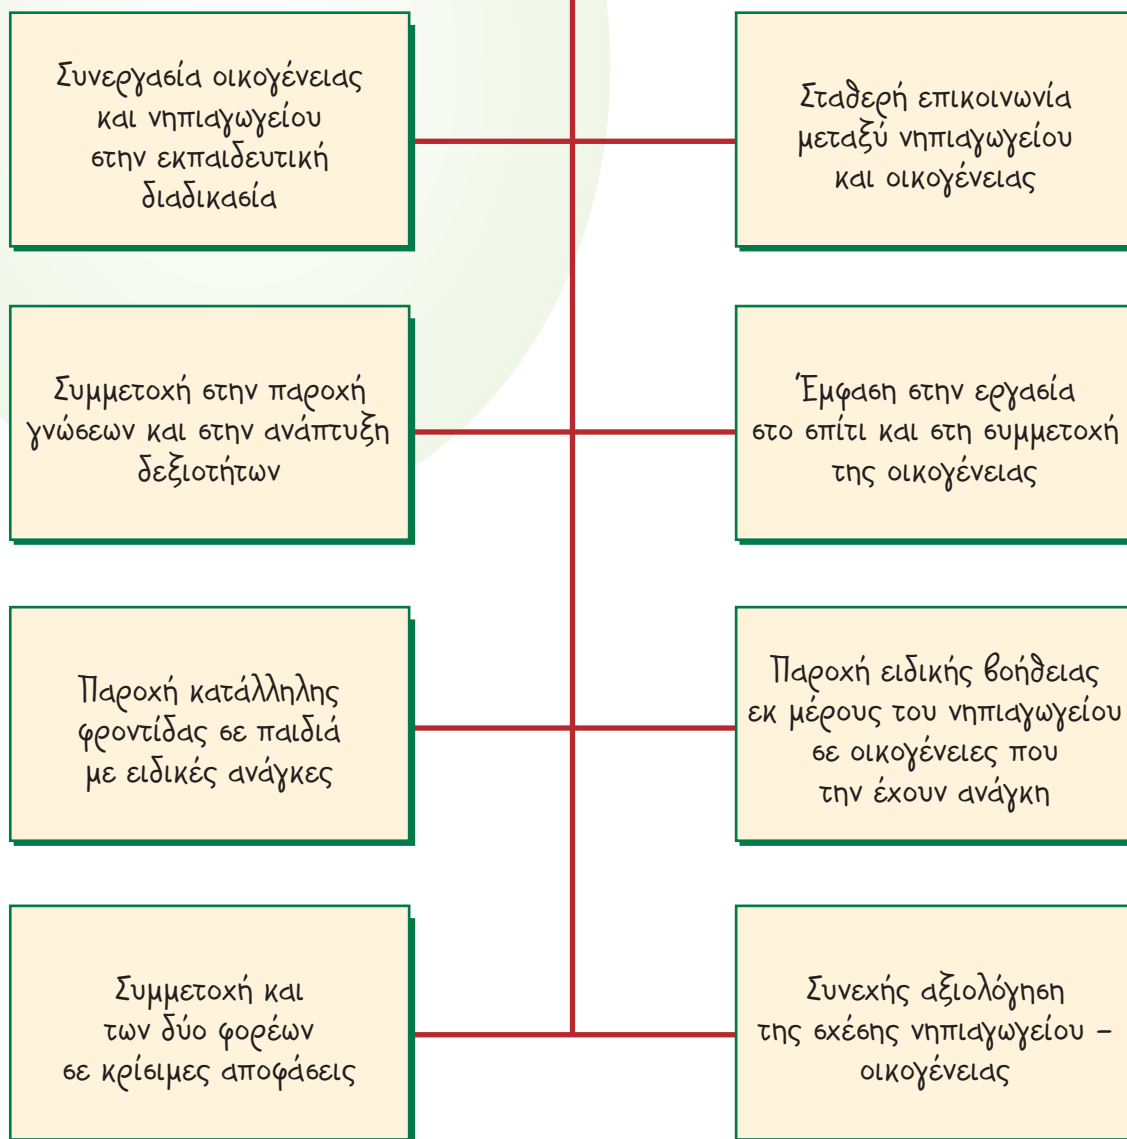 Συνεργασία οικογένειας
και νηπιαγωγείου
στην εκπαιδευτική
διαδικασία
Σταθερή επικοινωνία
μεταξύ νηπιαγωγείου
και οικογένειας
Συμμετοχή στην παροχή
γνώσεων και στην ανάπτυξη
δεξιοτήτων
Έμφαση στην εργασία
στο σπίτι και στη συμμετοχή
της οικογένειας
Παροχή κατάλληλης
φροντίδας σε παιδιά
με ειδικές ανάγκες
Παροχή ειδικής βοήθειας
εκ μέρους του νηπιαγωγείου
σε οικογένειες που
την έχουν ανάγκη
Συμμετοχή και
των δύο φορέων
σε κρίσιμες αποφάσεις
Συνεχής αξιολόγηση
της σχέσης νηπιαγωγείου –
οικογένειας